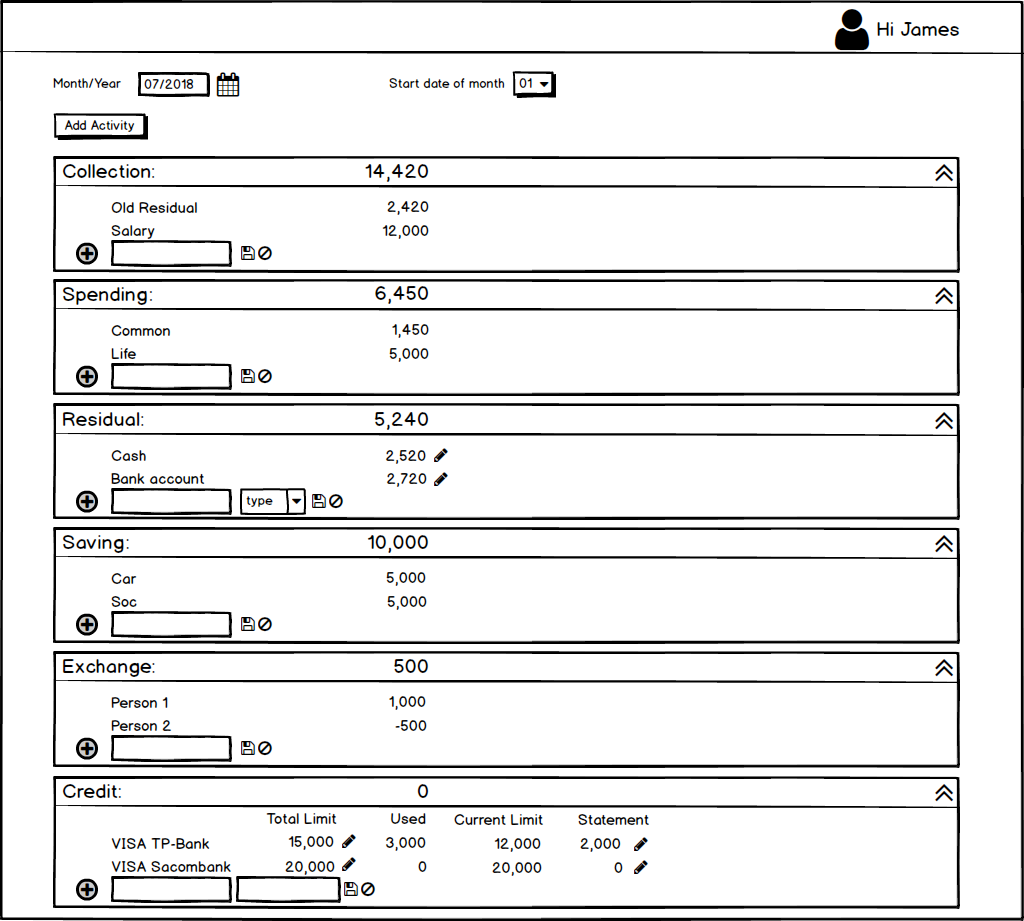 Hi James
Month/Year 07/2018 Start date of month 01
Add Activity
Collection: 14,420
Old Residual 2,420
Salary 12,000
Spending: 6,450
Common 1,450
Life 5,000
Residual: 5,240
Cash 2,520
Bank account 2,720
type
Saving: 10,000
Car 5,000
Soc 5,000
Exchange: 500
Person 1 1,000
Person 2 -500
Credit: 0
Total Limit Used Current Limit Statement
VISA TP-Bank 15,000 3,000 12,000 2,000
VISA Sacombank 20,000 0 20,000 0